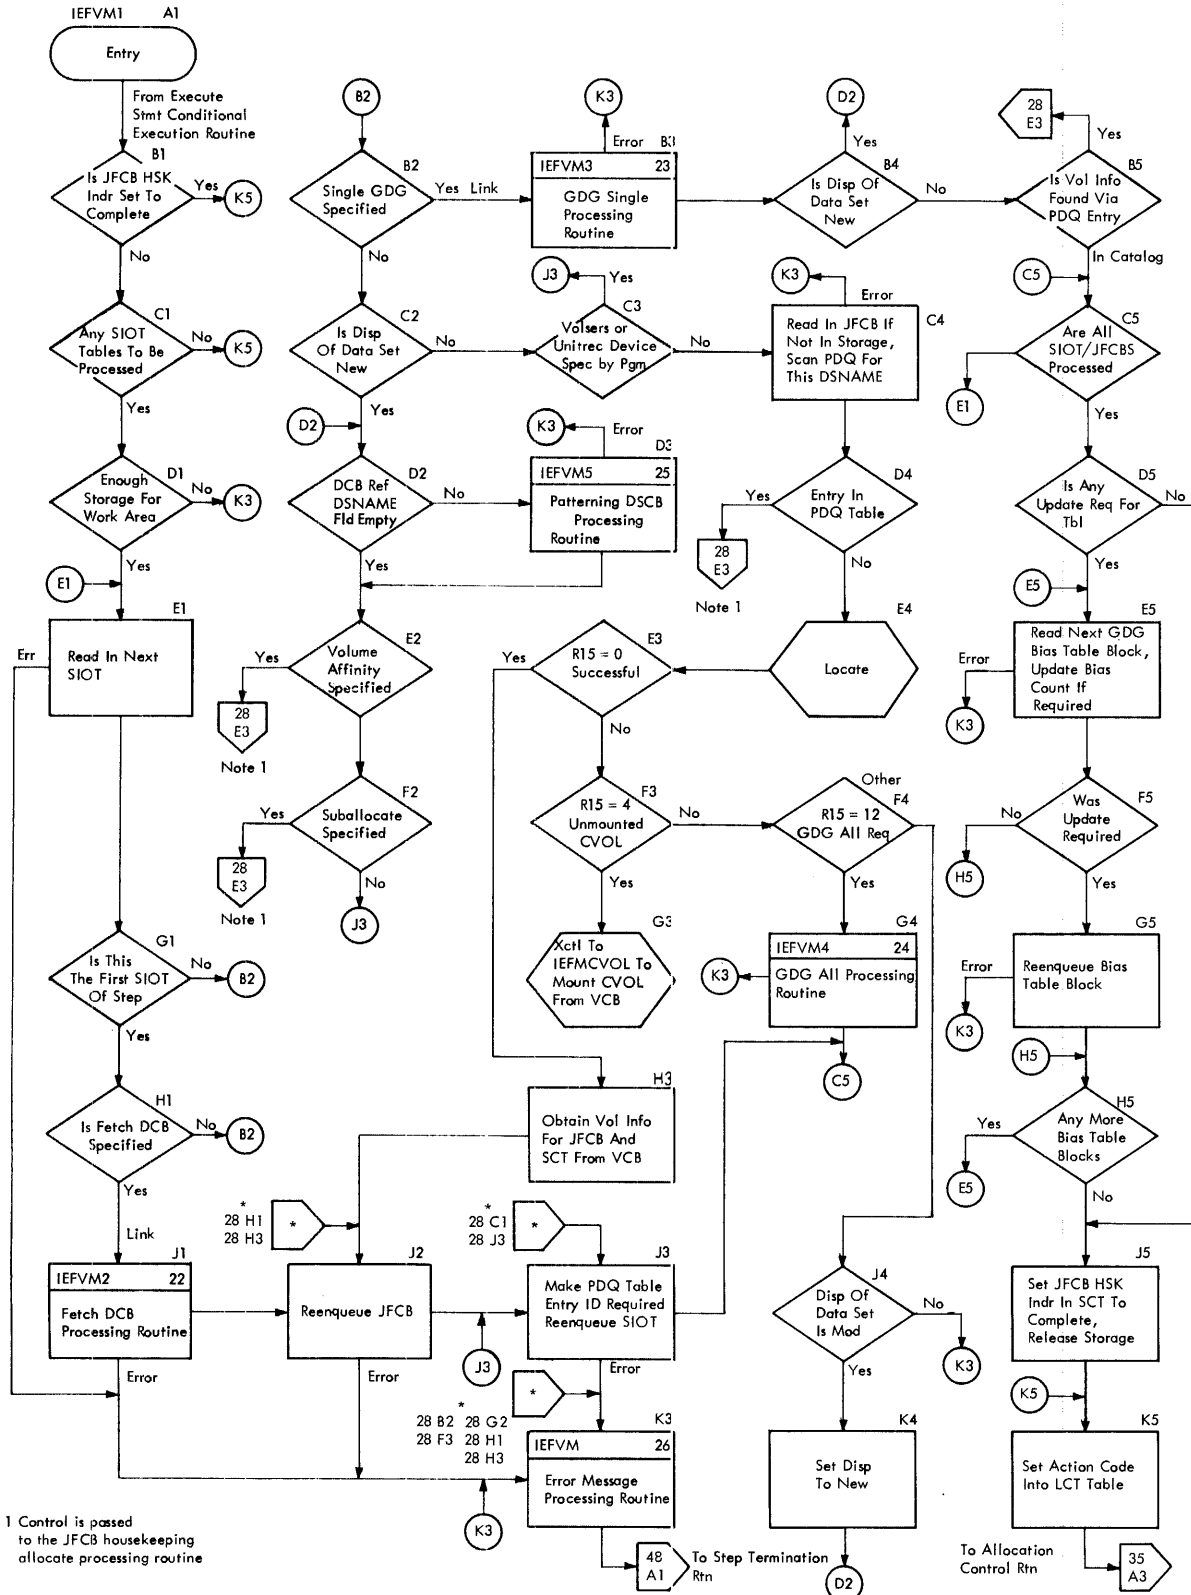 IEFVM1 A1
Entry
From Execute
Stmt Conditional
Execution Routine
B1
Is JFCB HSK
Indr Set To
Complete
Yes
K5
No
C1
Any SIOT
Tables To Be
Processed
No
K5
Yes
D1
Enough
Storage For
Work Area
No
K3
Yes
E1
E1
Read In Next
SIOT
Err
G1
Is This
The First SIOT
Of Step
No
B2
Yes
H1
Is Fetch DCB
Specified
No
B2
Yes
Link
J1
IEFVM2 22
Fetch DCB
Processing Routine
Error
B2
B2
Single GDG
Specified
Yes Link
No
C2
Is Disp
Of Data Set
New
No
Yes
D2
D2
DCB Ref
DSNAME
Fld Empty
No
Yes
E2
Volume
Affinity
Specified
Yes
28
E3
Note 1
F2
Suballocate
Specified
Yes
28
E3
Note 1
No
J3
*
28 H1
28 H3
*
J2
Reenqueue JFCB
Error
J3
K3
Error
B3
IEFVM3 23
GDG Single
Processing
Routine
J3
Yes
C3
Volsers or
Unitrec Device
Spec by Pgm
No
K3
Error
D3
IEFVM5 25
Patterning DSCB
Processing
Routine
E3
R15 = 0
Successful
Yes
No
F3
R15 = 4
Unmounted
CVOL
No
Yes
G3
Xctl To
IEFMCVOL To
Mount CVOL
From VCB
H3
Obtain Vol Info
For JFCB And
SCT From VCB
*
28 C1
28 J3
*
J3
Make PDQ Table
Entry ID Required
Reenqueue SIOT
Error
*
*
28 B2 28 G2
28 F3 28 H1
28 H3
K3
IEFVM 26
Error Message
Processing Routine
K3
48
A1
To Step Termination
Rtn
D2
Yes
B4
Is Disp Of
Data Set
New
No
K3
Error
C4
Read In JFCB If
Not In Storage,
Scan PDQ For
This DSNAME
D4
Entry In
PDQ Table
Yes
28
E3
Note 1
No
E4
Locate
Other
F4
R15 = 12
GDG All Req
Yes
G4
IEFVM4 24
GDG All Processing
Routine
K3
C5
J4
Disp Of
Data Set
Is Mod
No
K3
Yes
K4
Set Disp
To New
D2
28
E3
Yes
B5
Is Vol Info
Found Via
PDQ Entry
In Catalog
C5
C5
Are All
SIOT/JFCBS
Processed
E1
Yes
D5
Is Any
Update Req For
Tbl
No
Yes
E5
E5
Read Next GDG
Bias Table Block,
Update Bias
Count If
Required
Error
K3
F5
Was
Update
Required
No
H5
Yes
G5
Reenqueue Bias
Table Block
Error
K3
H5
H5
Any More
Bias Table
Blocks
Yes
E5
No
J5
Set JFCB HSK
Indr In SCT To
Complete,
Release Storage
K5
K5
Set Action Code
Into LCT Table
To Allocation
Control Rtn
35
A3
1 Control is passed
to the JFCB housekeeping
allocate processing routine